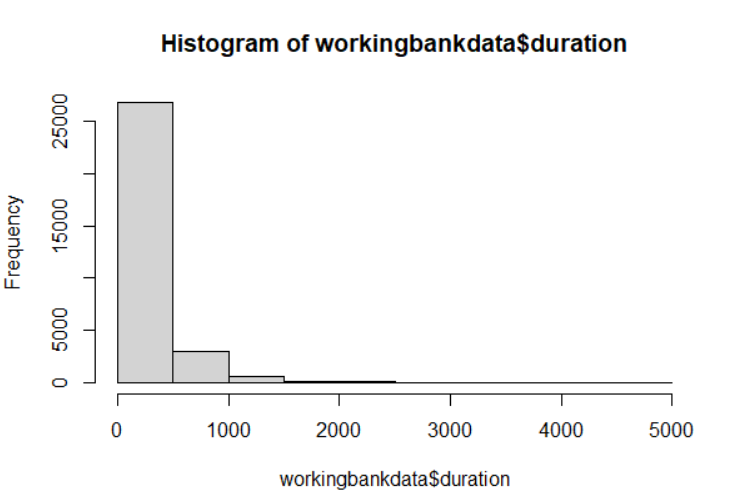 Histogram of workingbankdata$duration
Frequency
25000
15000
5000
0
0 1000 2000 3000 4000 5000
workingbankdata$duration